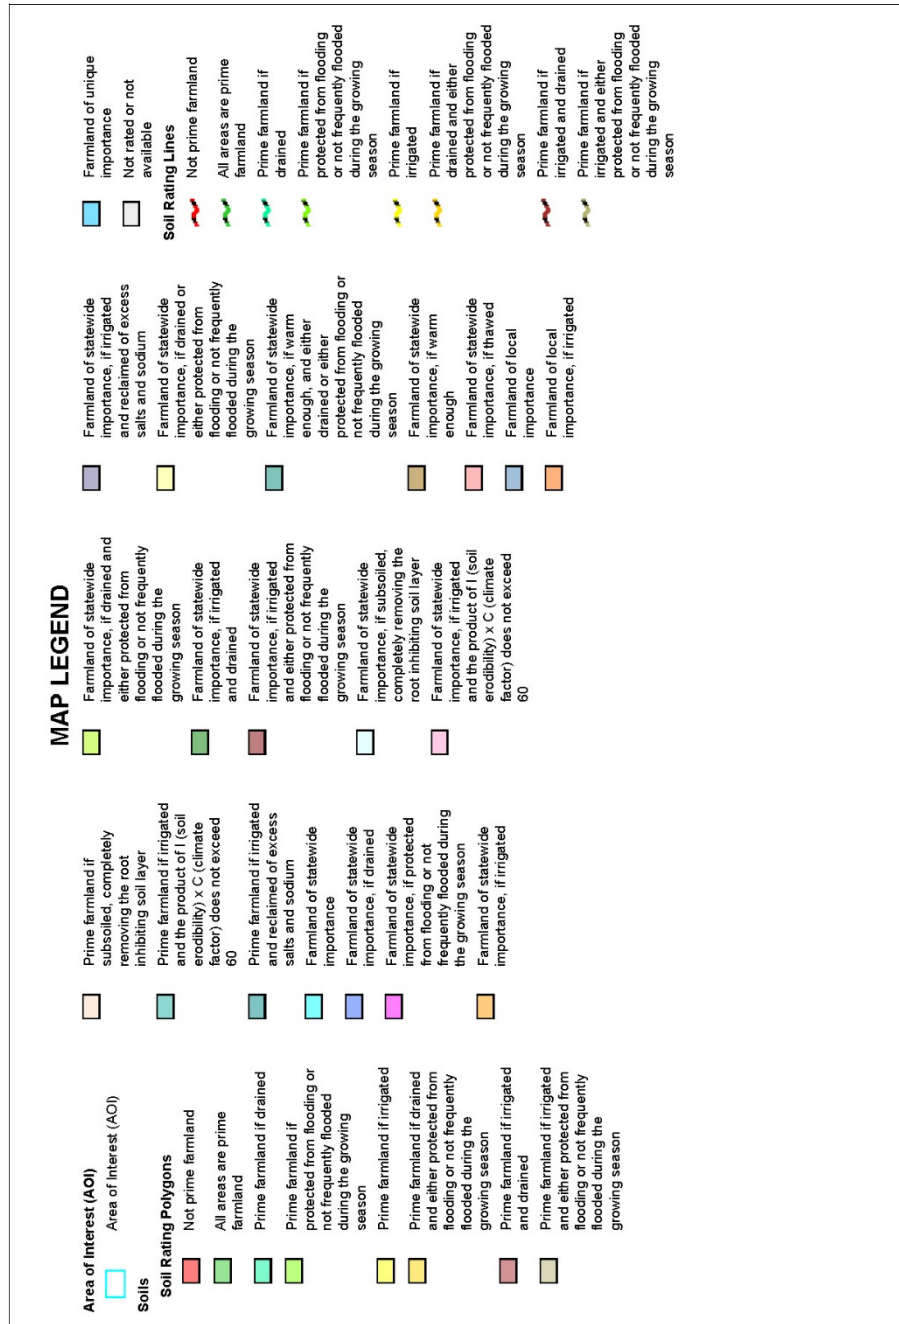 MAP LEGEND
Area of Interest (AOI)
Area of Interest (AOI)
Soils
Soil Rating Polygons
Not prime farmland
All areas are prime
farmland
Prime farmland if drained
Prime farmland if
protected from flooding or
not frequently flooded
during the growing
season
Prime farmland if irrigated
Prime farmland if drained
and either protected from
flooding or not frequently
flooded during the
growing season
Prime farmland if irrigated
and drained
Prime farmland if irrigated
and either protected from
flooding or not frequently
flooded during the
growing season
Prime farmland if
subsoiled, completely
removing the root
inhibiting soil layer
Prime farmland if irrigated
and the product of I (soil
erodibility) x C (climate
factor) does not exceed
60
Prime farmland if irrigated
and reclaimed of excess
salts and sodium
Farmland of statewide
importance
Farmland of statewide
importance, if drained
Farmland of statewide
importance, if protected
from flooding or not
frequently flooded during
the growing season
Farmland of statewide
importance, if irrigated
Farmland of statewide
importance, if drained and
either protected from
flooding or not frequently
flooded during the
growing season
Farmland of statewide
importance, if irrigated
and drained
Farmland of statewide
importance, if irrigated
and either protected from
flooding or not frequently
flooded during the
growing season
Farmland of statewide
importance, if subsoiled,
completely removing the
root inhibiting soil layer
Farmland of statewide
importance, if irrigated
and the product of I (soil
erodibility) x C (climate
factor) does not exceed
60
Farmland of statewide
importance, if irrigated
and reclaimed of excess
salts and sodium
Farmland of statewide
importance, if drained or
either protected from
flooding or not frequently
flooded during the
growing season
Farmland of statewide
importance, if warm
enough, and either
drained or either
protected from flooding or
not frequently flooded
during the growing
season
Farmland of statewide
importance, if warm
enough
Farmland of statewide
importance, if thawed
Farmland of local
importance
Farmland of local
importance, if irrigated
Farmland of unique
importance
Not rated or not
available
Soil Rating Lines
Not prime farmland
All areas are prime
farmland
Prime farmland if
drained
Prime farmland if
protected from flooding
or not frequently flooded
during the growing
season
Prime farmland if
irrigated
Prime farmland if
drained and either
protected from flooding
or not frequently flooded
during the growing
season
Prime farmland if
irrigated and drained
Prime farmland if
irrigated and either
protected from flooding
or not frequently flooded
during the growing
season